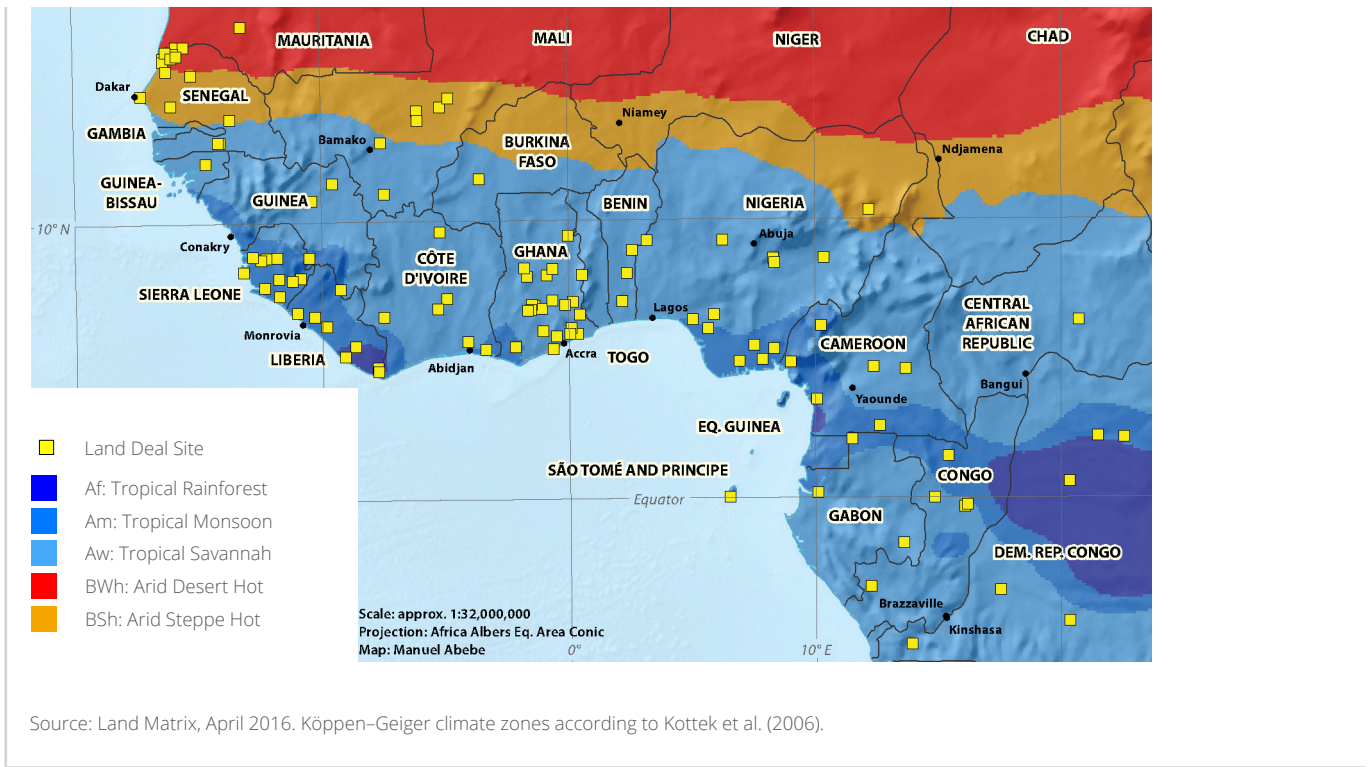 MAURITANIA
MALI
NIGER
CHAD
Dakar
SENEGAL
Niamey
GAMBIA
Bamako
BURKINA
FASO
Ndjamena
GUINEA-
BISSAU
GUINEA
BENIN
NIGERIA
10° N
Conakry
Abuja
CÔTE
D'IVOIRE
GHANA
SIERRA LEONE
Lagos
CENTRAL
AFRICAN
REPUBLIC
Monrovia
LIBERIA
Abidjan
Accra
TOGO
CAMEROON
Bangui
Yaounde
EQ. GUINEA
Land Deal Site
SÃO TOMÉ AND PRINCIPE
CONGO
Af: Tropical Rainforest
Equator
GABON
Am: Tropical Monsoon
Aw: Tropical Savannah
DEM. REP. CONGO
BWh: Arid Desert Hot
BSh: Arid Steppe Hot
Brazzaville
Kinshasa
Scale: approx. 1:32,000,000
Projection: Africa Albers Eq. Area Conic
Map: Manuel Abebe
0°
10° E
Source: Land Matrix, April 2016. Köppen–Geiger climate zones according to Kottek et al. (2006).